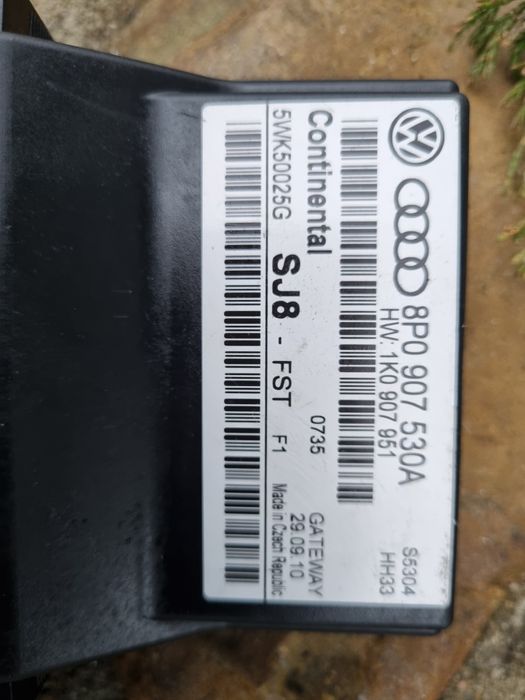 8P0 907 530A S5304
HW: 1K0 907 951 HH33
Continental 0735 GATEWAY
29.09.10
5WK50025G SJ8 - FST F1 Made in Czech Republic